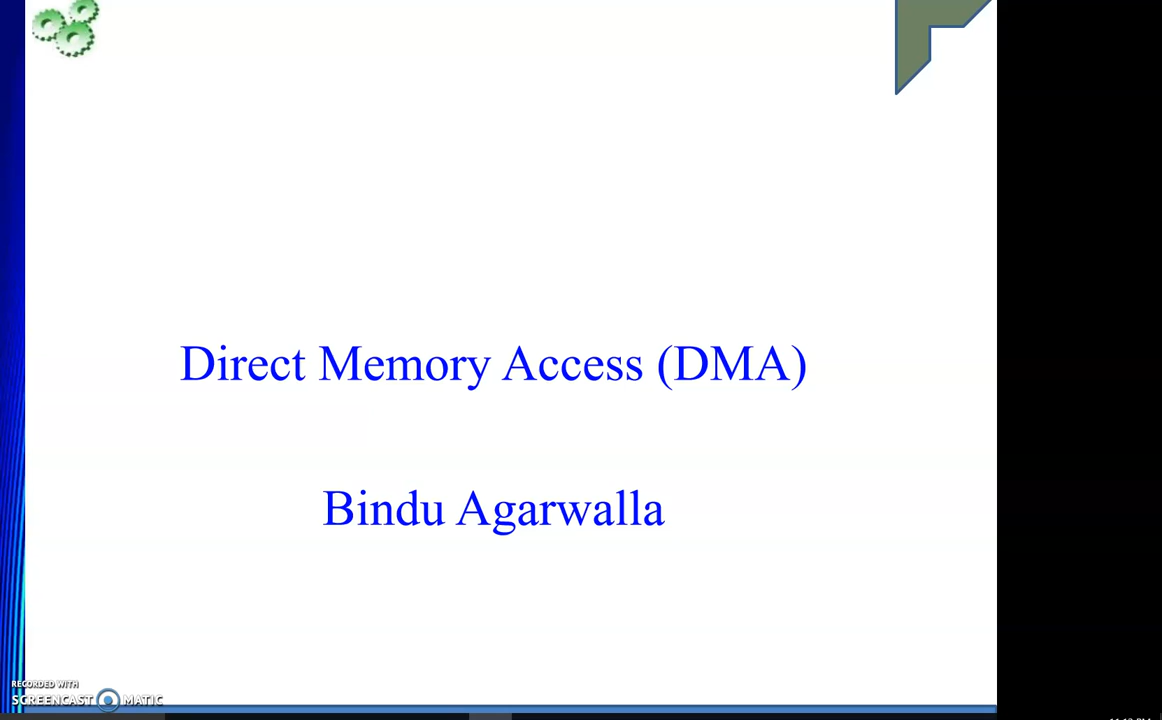 Direct Memory Access (DMA)
Bindu Agarwalla
RECORDED WITH
SCREENCAST MATIC